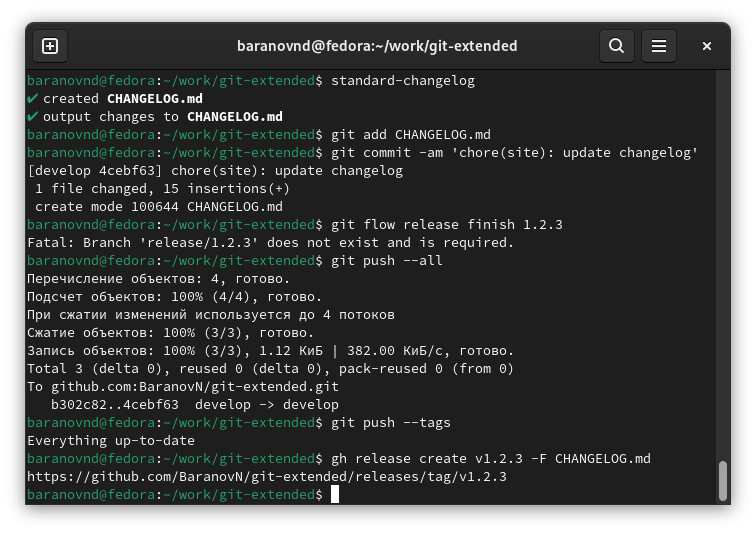 baranovnd@fedora:~/work/git-extended
baranovnd@fedora:~/work/git-extended$ standard-changelog
✔ created CHANGELOG.md
✔ output changes to CHANGELOG.md
baranovnd@fedora:~/work/git-extended$ git add CHANGELOG.md
baranovnd@fedora:~/work/git-extended$ git commit -am 'chore(site): update changelog'
[develop 4cebf63] chore(site): update changelog
 1 file changed, 15 insertions(+)
 create mode 100644 CHANGELOG.md
baranovnd@fedora:~/work/git-extended$ git flow release finish 1.2.3
Fatal: Branch 'release/1.2.3' does not exist and is required.
baranovnd@fedora:~/work/git-extended$ git push --all
Перечисление объектов: 4, готово.
Подсчет объектов: 100% (4/4), готово.
При сжатии изменений используется до 4 потоков
Сжатие объектов: 100% (3/3), готово.
Запись объектов: 100% (3/3), 1.12 КиБ | 382.00 КиБ/с, готово.
Total 3 (delta 0), reused 0 (delta 0), pack-reused 0 (from 0)
To github.com:BaranovN/git-extended.git
   b302c82..4cebf63  develop -> develop
baranovnd@fedora:~/work/git-extended$ git push --tags
Everything up-to-date
baranovnd@fedora:~/work/git-extended$ gh release create v1.2.3 -F CHANGELOG.md
https://github.com/BaranovN/git-extended/releases/tag/v1.2.3
baranovnd@fedora:~/work/git-extended$